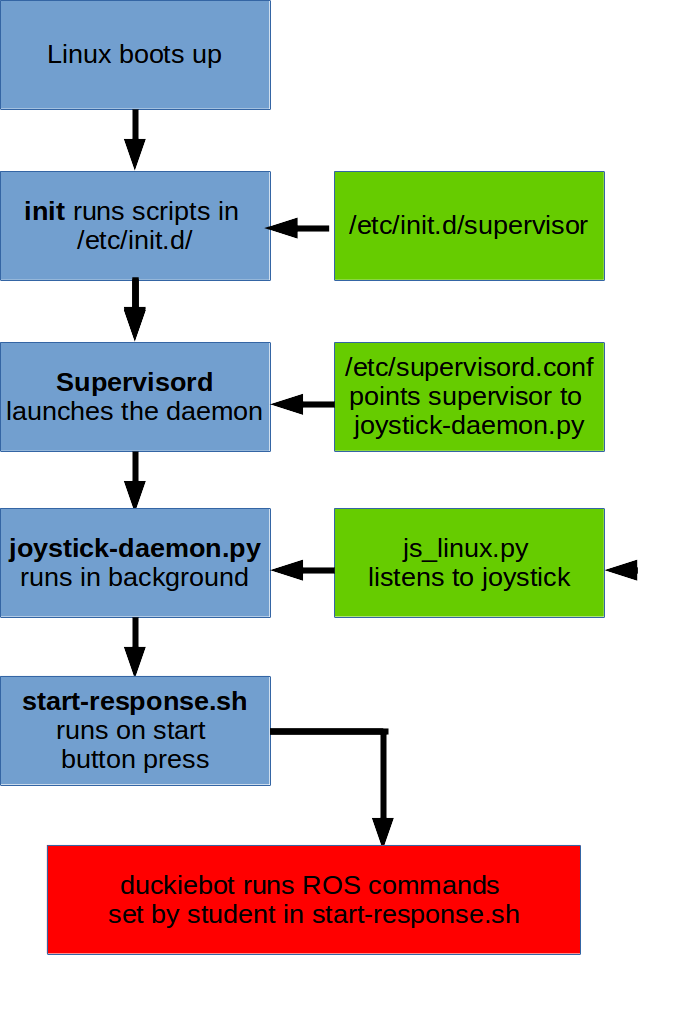 Linux boots up
init runs scripts in
/etc/init.d/
/etc/init.d/supervisor
Supervisord
launches the daemon
/etc/supervisord.conf
points supervisor to
joystick-daemon.py
joystick-daemon.py
runs in background
js_linux.py
listens to joystick
start-response.sh
runs on start
button press
duckiebot runs ROS commands
set by student in start-response.sh